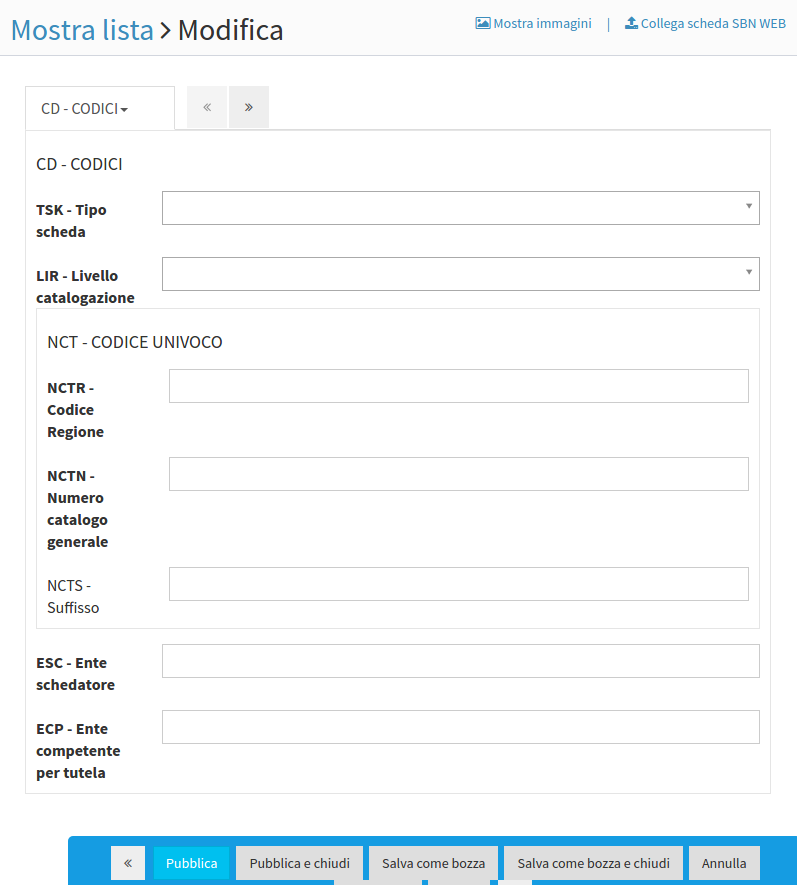 Mostra lista > Modifica
Mostra immagini | Collega scheda SBN WEB
CD - CODICI
« »
CD - CODICI
TSK - Tipo
scheda
LIR - Livello
catalogazione
NCT - CODICE UNIVOCO
NCTR -
Codice
Regione
NCTN -
Numero
catalogo
generale
NCTS -
Suffisso
ESC - Ente
schedatore
ECP - Ente
competente
per tutela
« Pubblica Pubblica e chiudi Salva come bozza Salva come bozza e chiudi Annulla